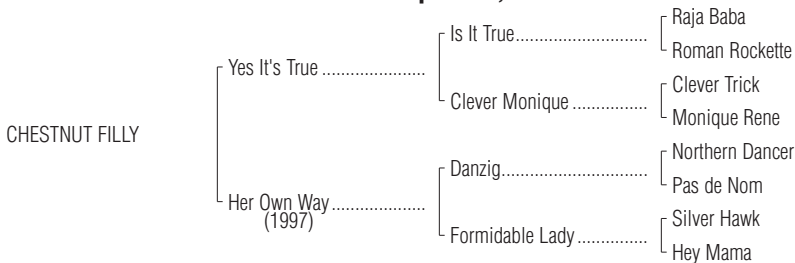 Raja Baba
Is It True............................
Roman Rockette
Yes It's True ......................
Clever Trick
Clever Monique ................
Monique Rene
CHESTNUT FILLY
Northern Dancer
Danzig...............................
Pas de Nom
Her Own Way ....................
(1997)
Silver Hawk
Formidable Lady ...............
Hey Mama